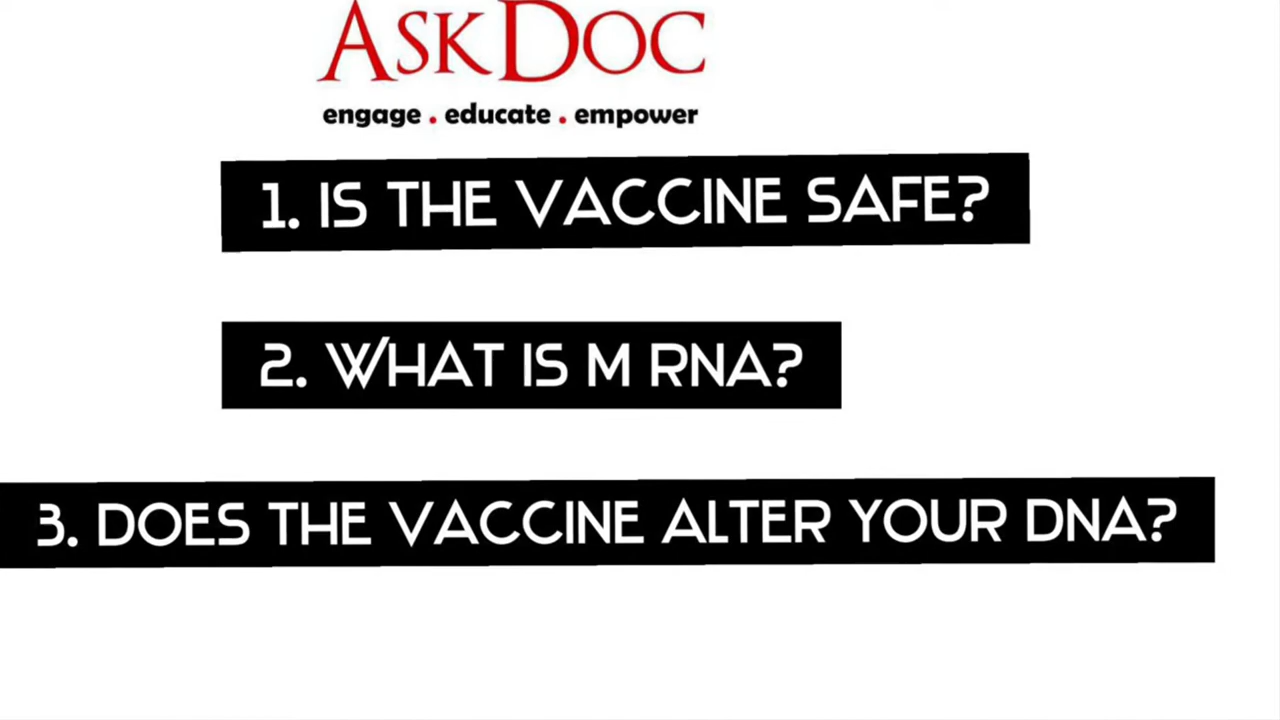 ASKDOC
engage . educate . empower
1. IS THE VACCINE SAFE?
2. WHAT IS M RNA?
3. DOES THE VACCINE ALTER YOUR DNA?